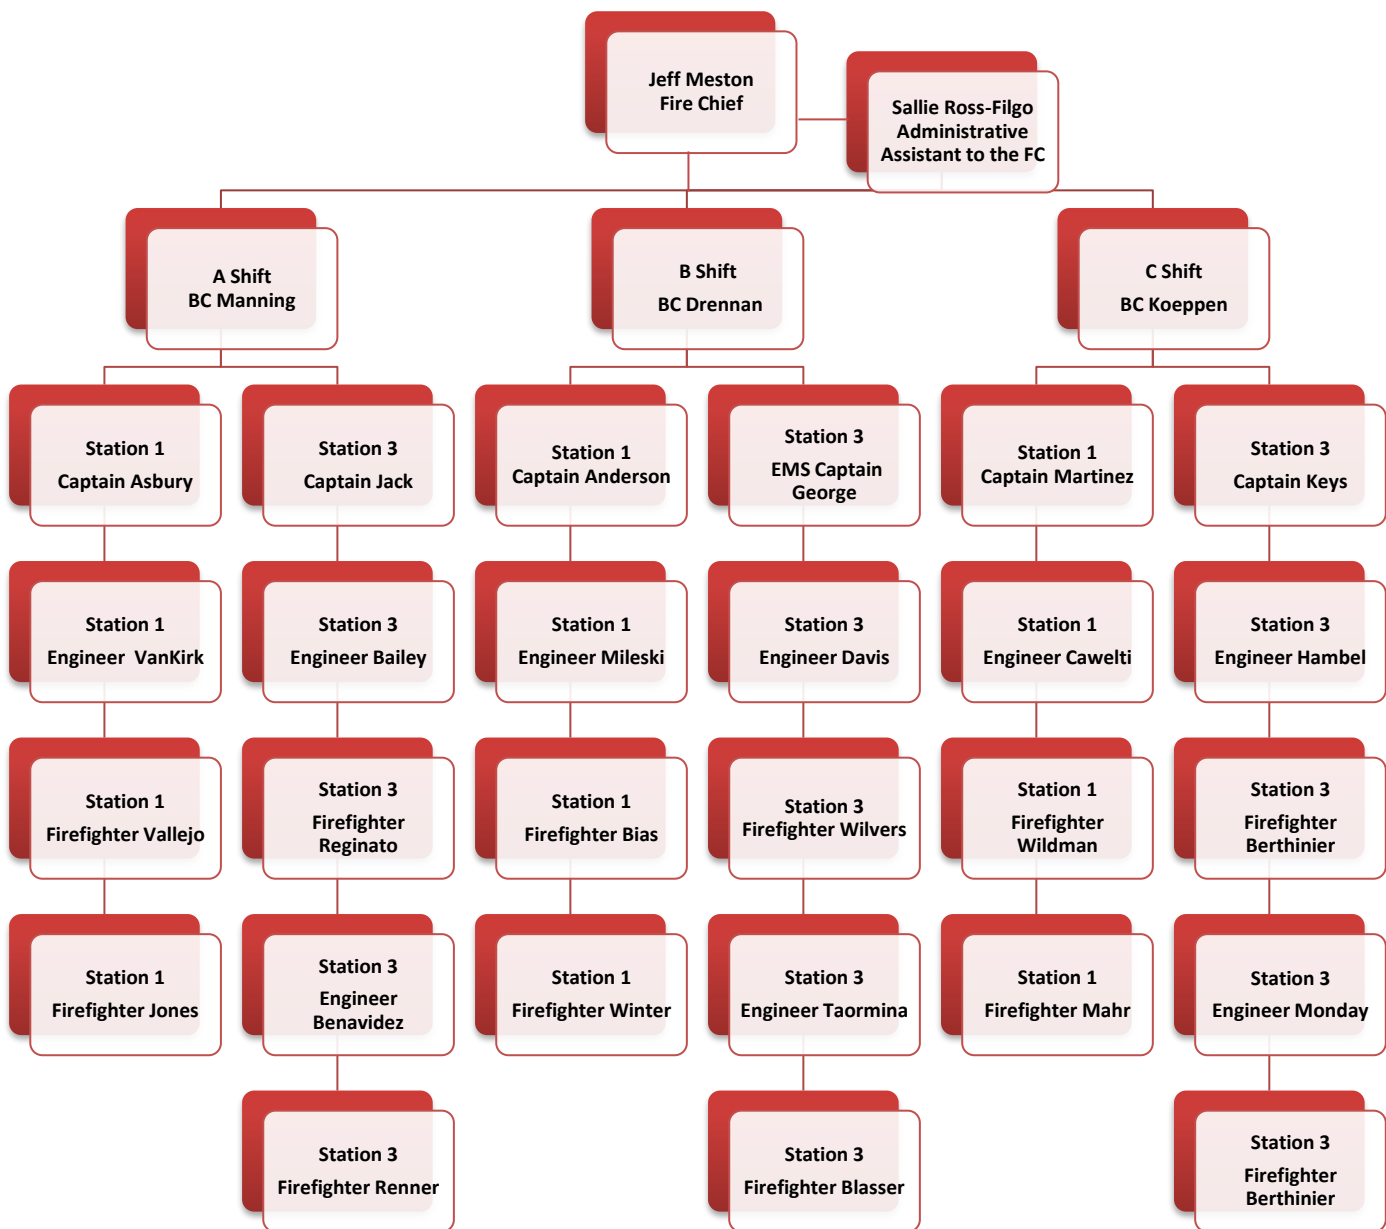 Jeff Meston
Fire Chief
Sallie Ross-Filgo
Administrative
Assistant to the FC
A Shift
BC Manning
B Shift
BC Drennan
C Shift
BC Koeppen
Station 1
Captain Asbury
Station 3
Captain Jack
Station 1
Captain Anderson
Station 3
EMS Captain
George
Station 1
Captain Martinez
Station 3
Captain Keys
Station 1
Engineer  VanKirk
Station 3
Engineer Bailey
Station 1
Engineer Mileski
Station 3
Engineer Davis
Station 1
Engineer Cawelti
Station 3
Engineer Hambel
Station 1
Firefighter Vallejo
Station 3
Firefighter
Reginato
Station 1
Firefighter Bias
Station 3
Firefighter Wilvers
Station 1
Firefighter
Wildman
Station 3
Firefighter
Berthinier
Station 1
Firefighter Jones
Station 3
Engineer
Benavidez
Station 1
Firefighter Winter
Station 3
Engineer Taormina
Station 1
Firefighter Mahr
Station 3
Engineer Monday
Station 3
Firefighter Renner
Station 3
Firefighter Blasser
Station 3
Firefighter
Berthinier